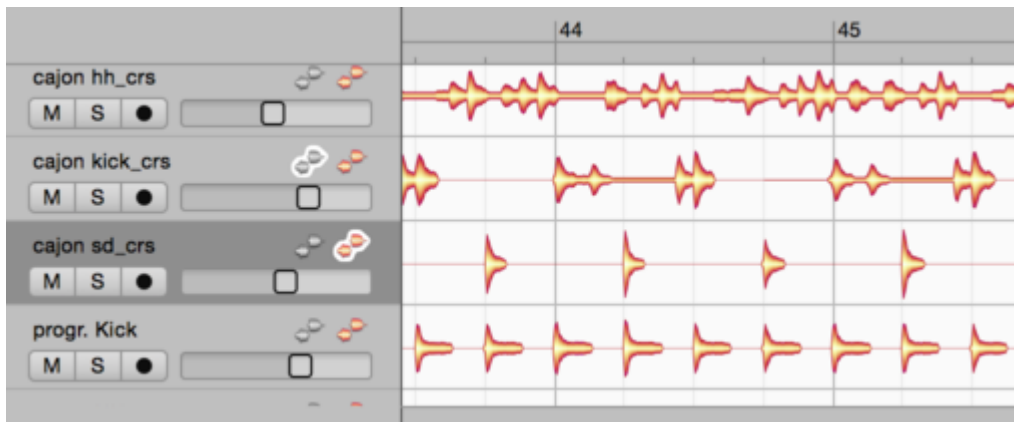 44 45
cajon hh_crs
M S
cajon kick_crs
M S
cajon sd_crs
M S
progr. Kick
M S